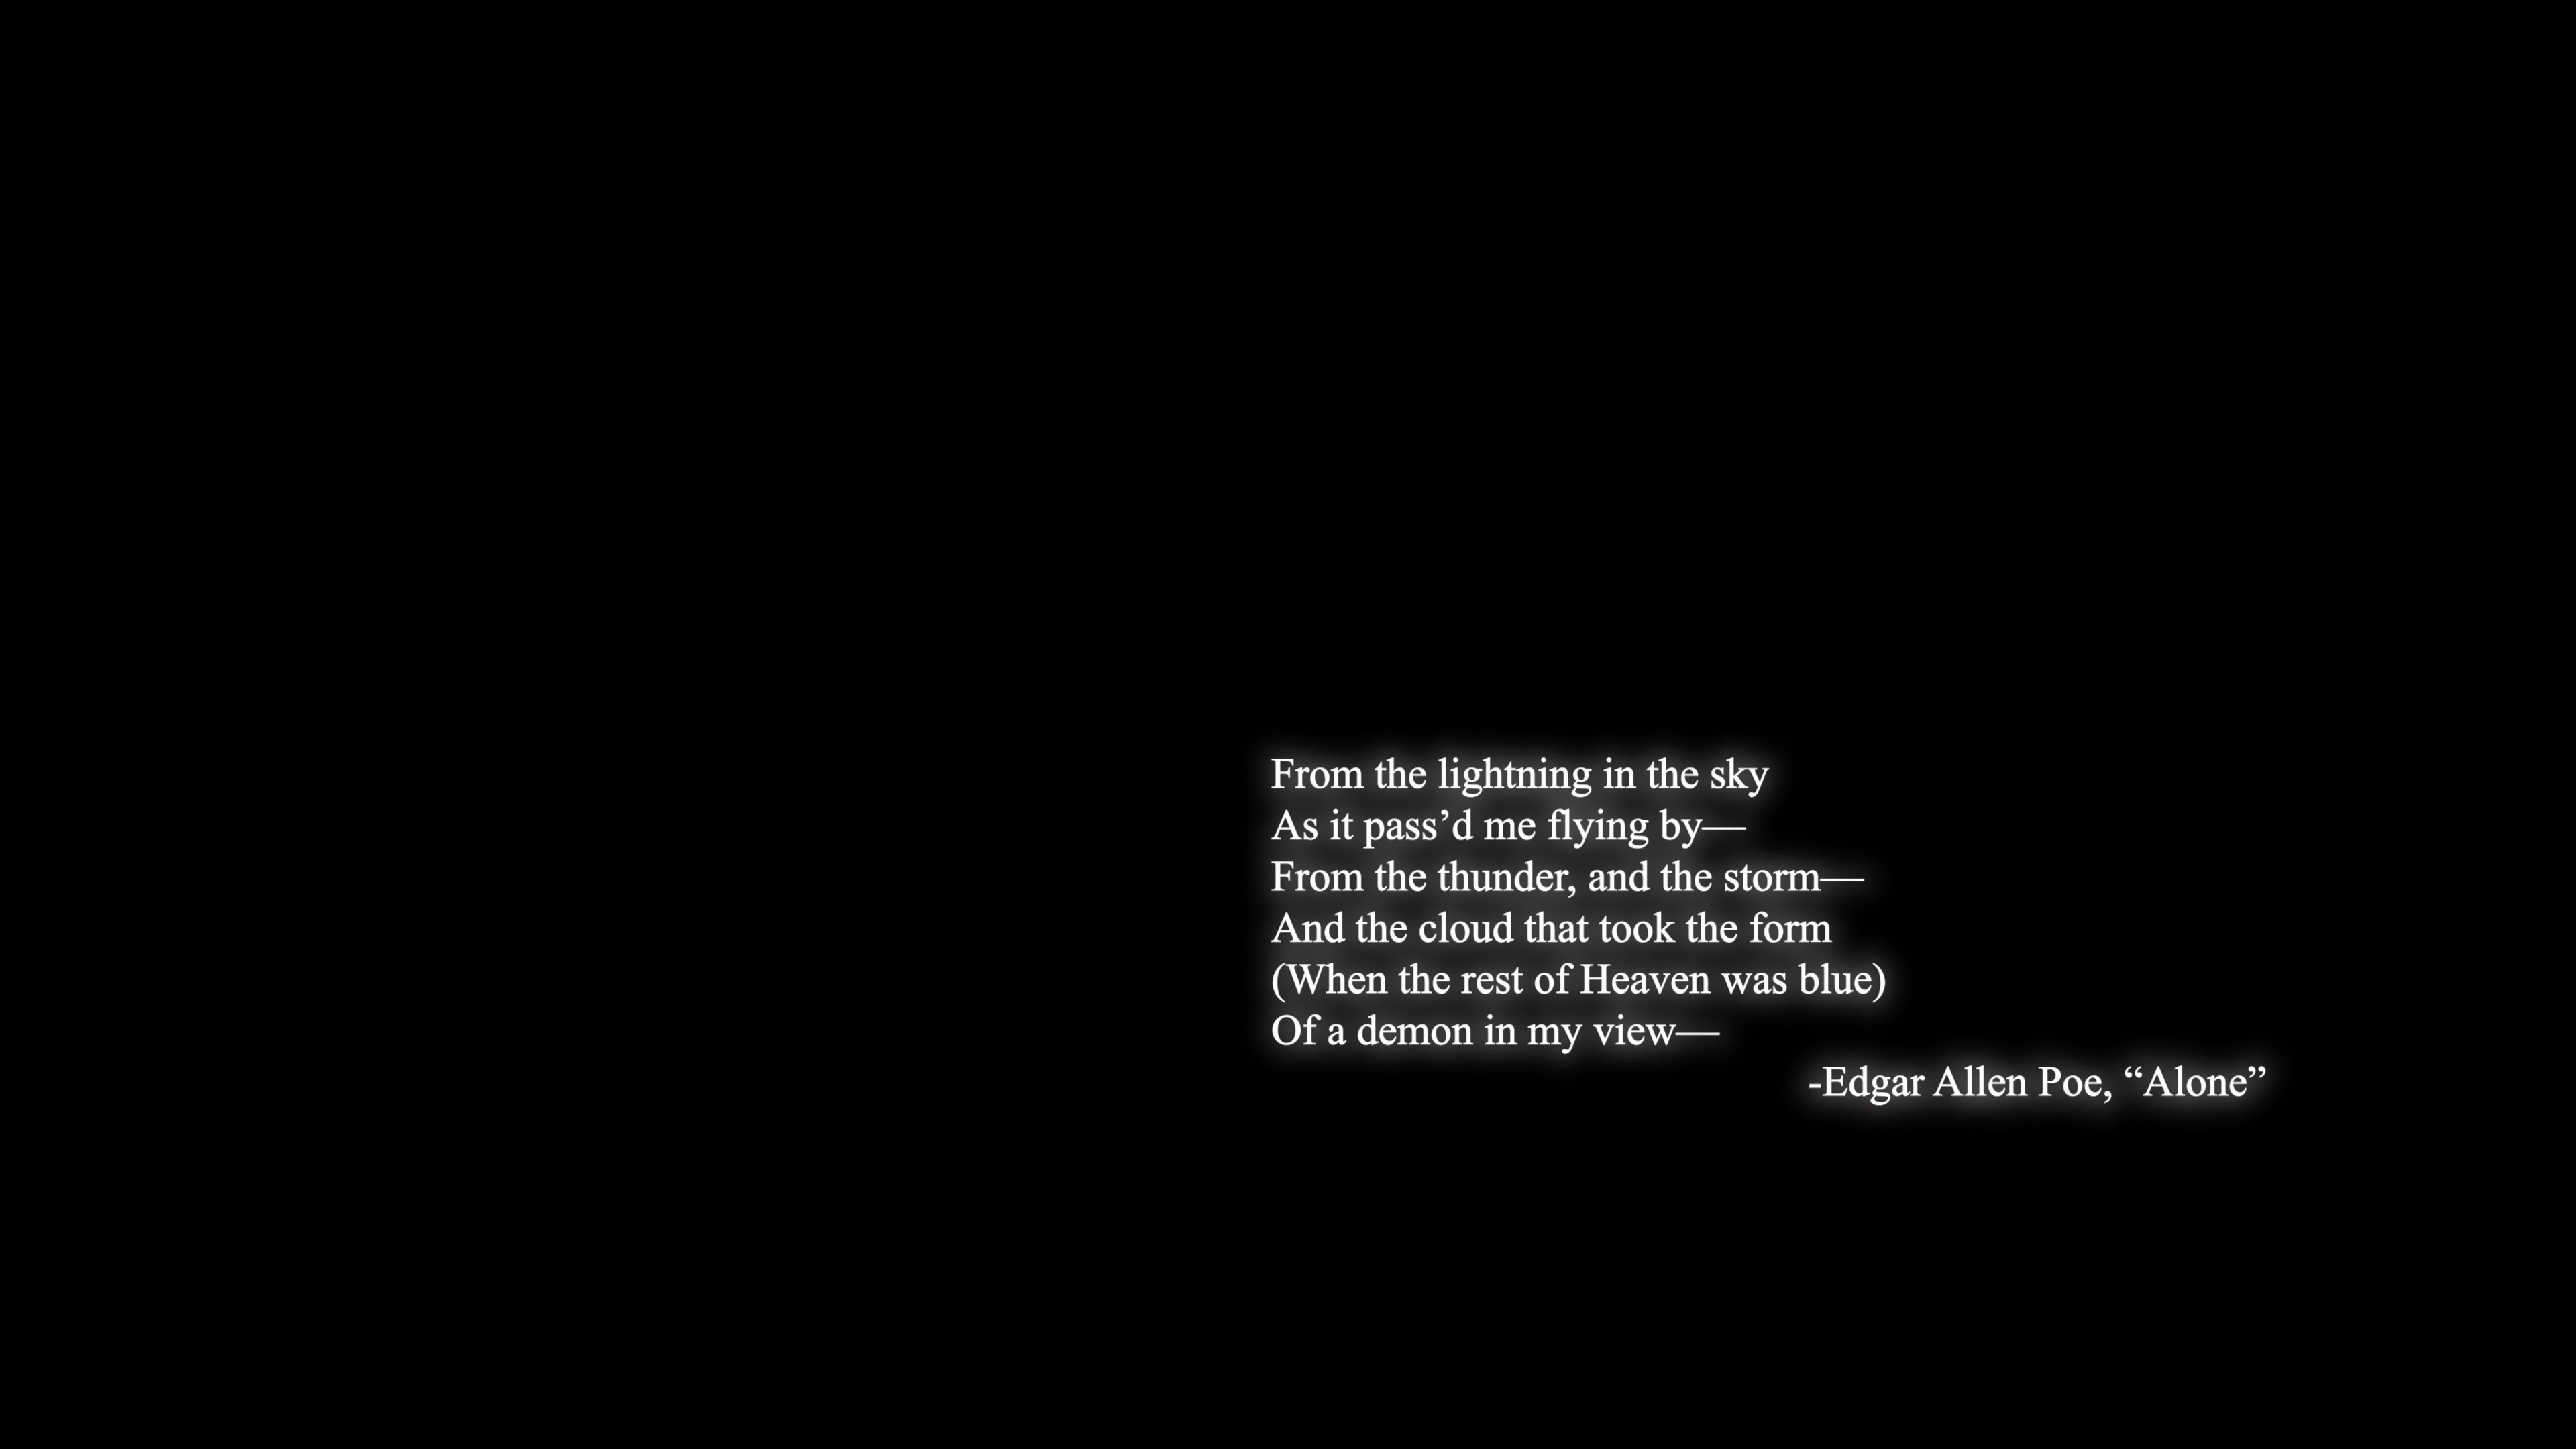 From the lightning in the sky
As it pass’d me flying by—
From the thunder, and the storm—
And the cloud that took the form
(When the rest of Heaven was blue)
Of a demon in my view—
-Edgar Allen Poe, “Alone”